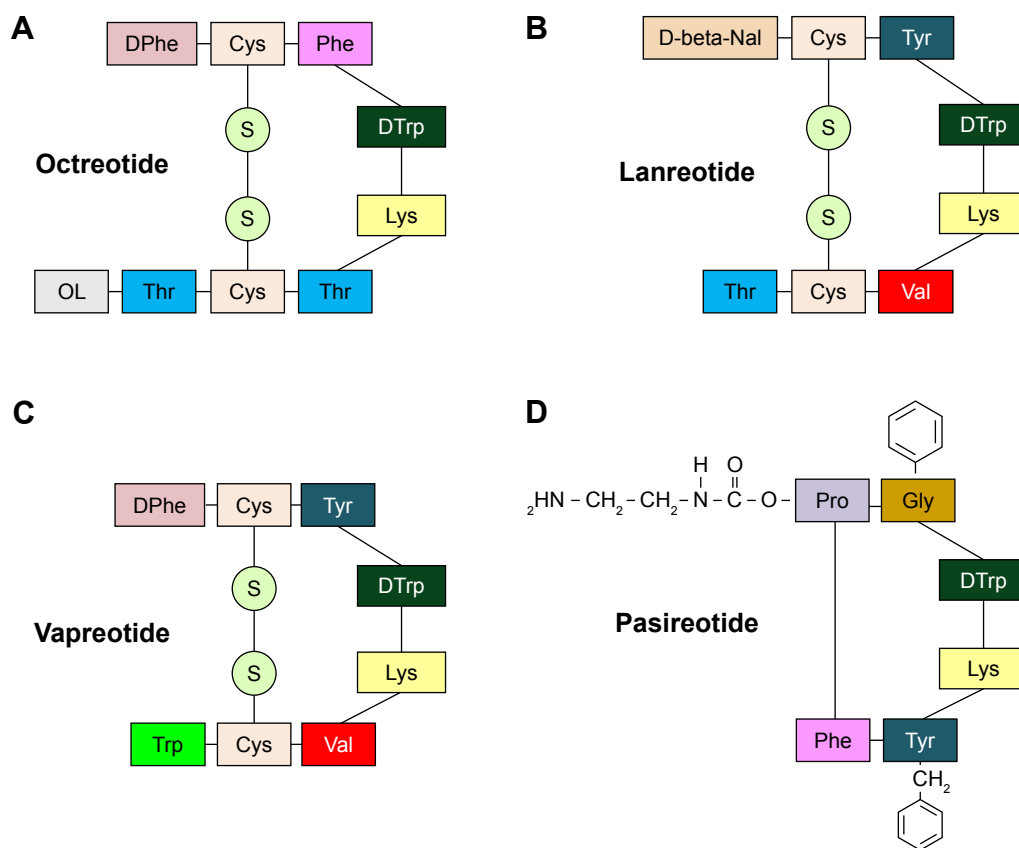 A
DPhe Cys Phe
S
DTrp
Octreotide
S
Lys
OL Thr Cys Thr
B
D-beta-Nal Cys Tyr
S
DTrp
Lanreotide
S
Lys
Thr Cys Val
C
DPhe Cys Tyr
S
DTrp
Vapreotide
S
Lys
Trp Cys Val
D
H O
₂HN–CH₂–CH₂–N–C–O– Pro Gly
DTrp
Pasireotide
Lys
Phe Tyr
CH₂